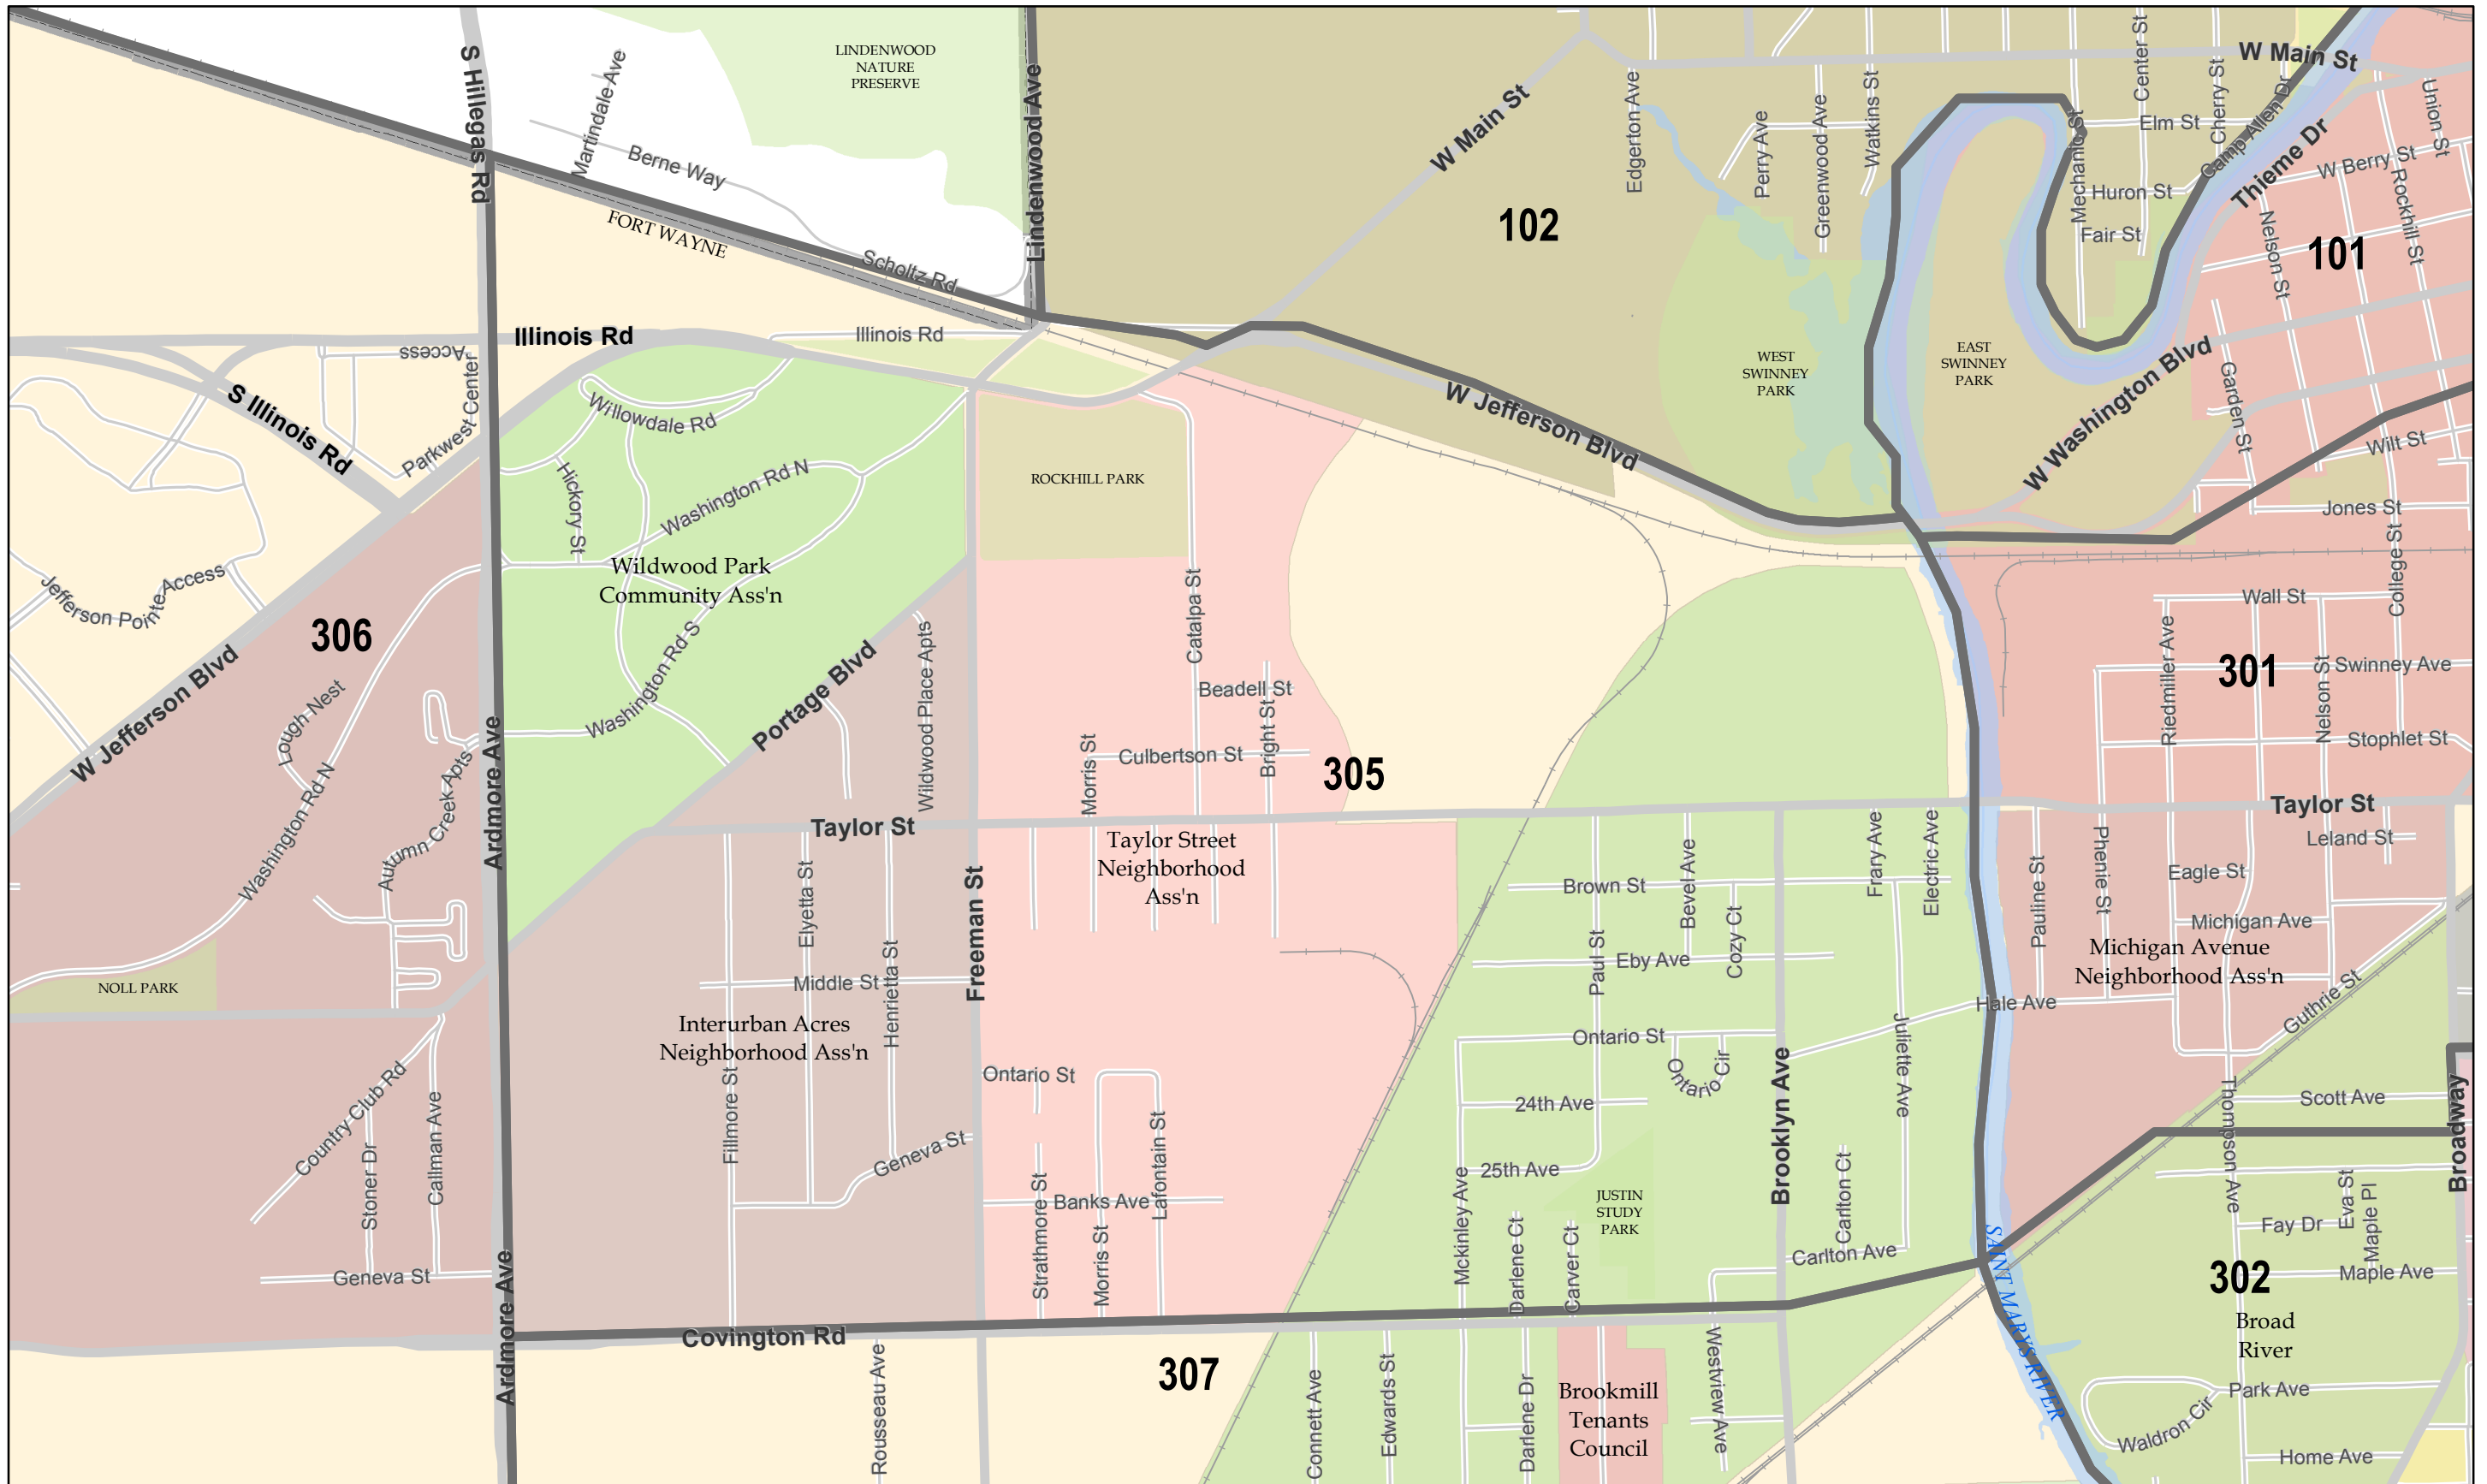 S Hillegas Rd
Martindale Ave
Berne Way
FORT WAYNE
Scholtz Rd
LINDENWOOD
NATURE
PRESERVE
Lindenwood Ave
W Main St
102
Edgerton Ave
Perry Ave
Greenwood Ave
Watkins St
Mechanic St
Center St
Cherry St
W Main St
Elm St
Camp Allen Dr
Huron St
Fair St
Thieme Dr
Union St
W Berry St
Rockhill St
Nelson St
101
Illinois Rd
Illinois Rd
Access
Parkwest Center
S Illinois Rd
Jefferson Pointe
Access
306
W Jefferson Blvd
Willowdale Rd
Hickory St
Washington Rd N
Wildwood Park
Community Ass'n
Washington Rd S
Portage Blvd
Wildwood Place Apts
ROCKHILL PARK
Catalpa St
W Jefferson Blvd
WEST
SWINNEY
PARK
EAST
SWINNEY
PARK
W Washington Blvd
Garden St
Wilt St
Jones St
College St
Wall St
Riedmiller Ave
301
Swinney Ave
Nelson St
Stophlet St
Beadell St
Bright St
Culbertson St
Morris St
305
Lough Nest
Washington Rd N
Autumn Creek Apts
Ardmore Ave
NOLL PARK
Taylor St
Taylor Street
Neighborhood
Ass'n
Elyetta St
Henrietta St
Middle St
Freeman St
Interurban Acres
Neighborhood Ass'n
Fillmore St
Geneva St
Country Club Rd
Stoner Dr
Callman Ave
Geneva St
Ardmore Ave
Ontario St
Strathmore St
Banks Ave
Morris St
Lafontain St
Covington Rd
Rousseau Ave
307
Brown St
Bevel Ave
Cozy Ct
Frary Ave
Electric Ave
Paul St
Eby Ave
Ontario St
Ontario Cir
24th Ave
25th Ave
Mckinley Ave
JUSTIN
STUDY
PARK
Brooklyn Ave
Juliette Ave
Carlton Ct
Carlton Ave
Darlene Ct
Carver Ct
Connett Ave
Edwards St
Darlene Dr
Brookmill
Tenants
Council
Westview Ave
Taylor St
Leland St
Pauline St
Phenie St
Eagle St
Michigan Ave
Michigan Avenue
Neighborhood Ass'n
Hale Ave
Guthrie St
Thompson Ave
Scott Ave
Broadway
Eva St
Maple Pl
Fay Dr
Maple Ave
302
Broad
River
SAINT MARYS RIVER
Park Ave
Waldron Cir
Home Ave